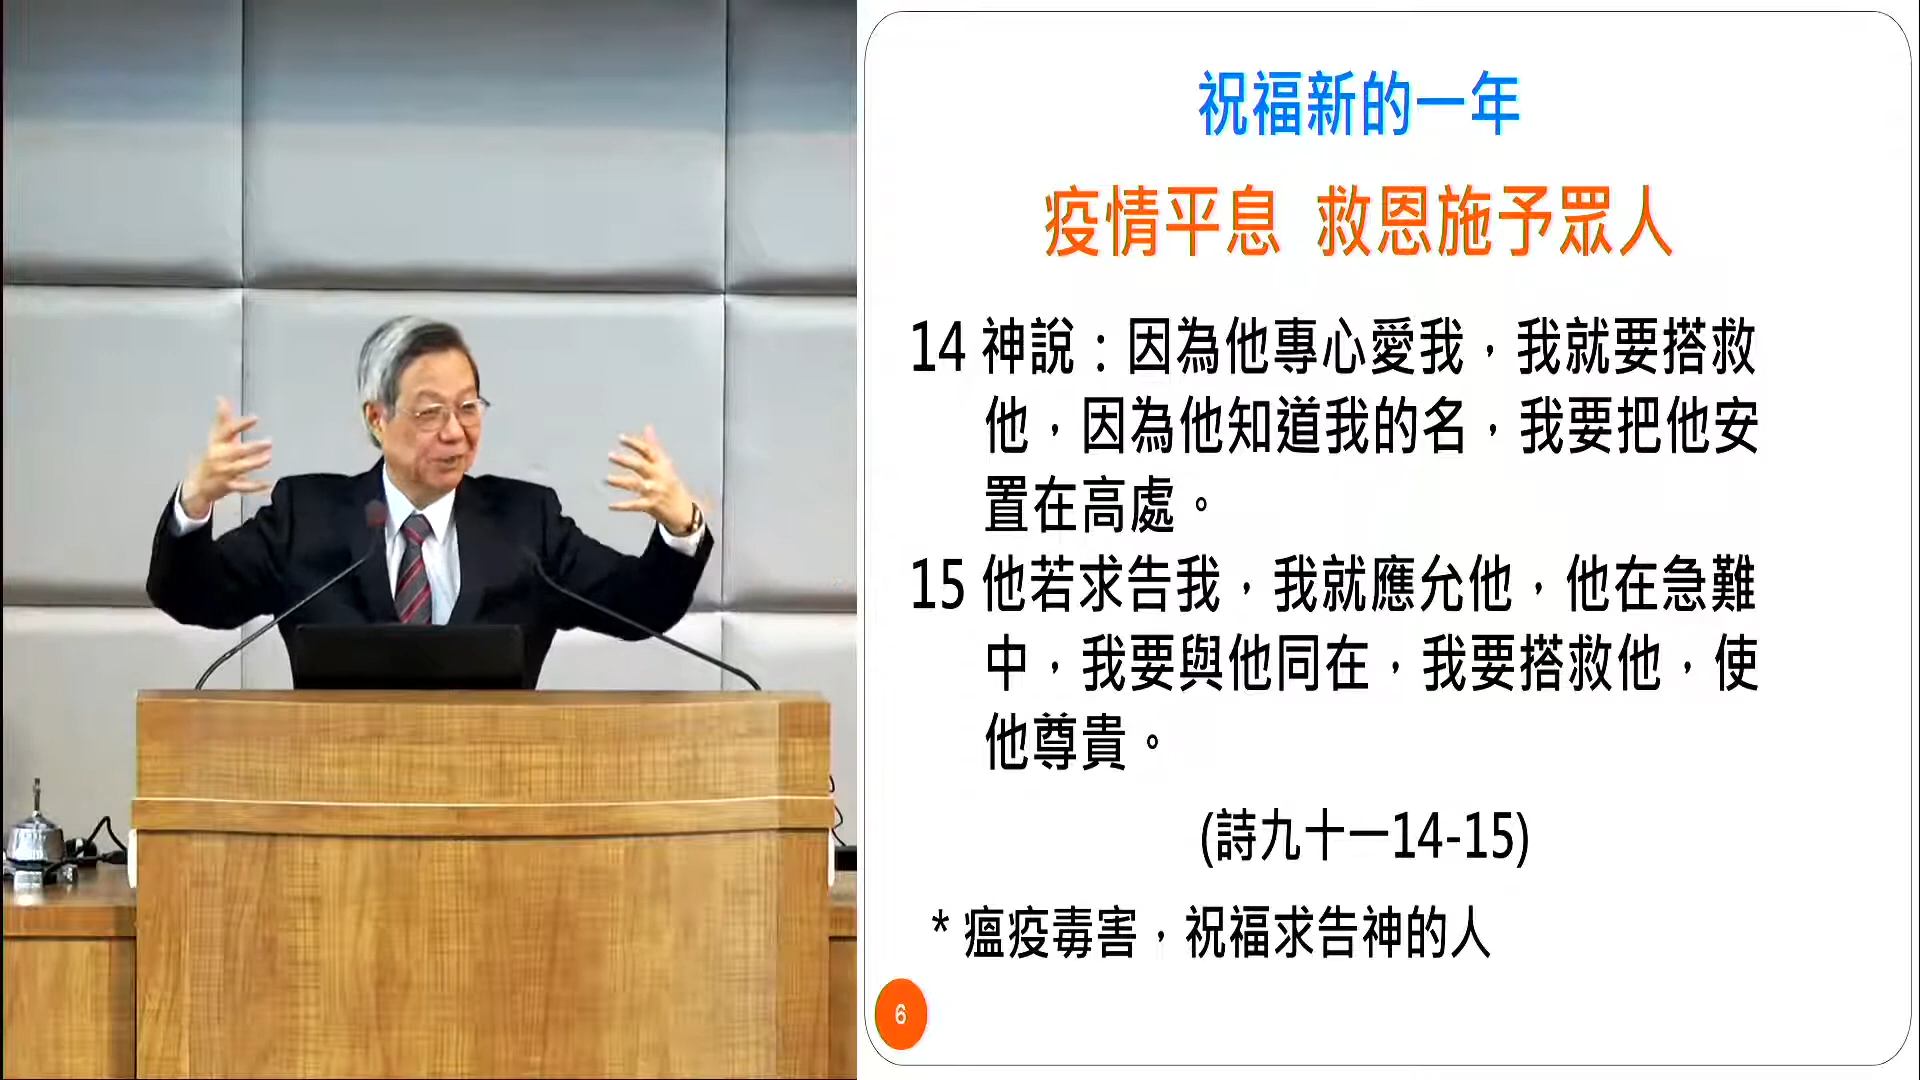 祝福新的一年
疫情平息 救恩施予眾人
14 神說：因為他專心愛我，我就要搭救
他，因為他知道我的名，我要把他安
置在高處。
15 他若求告我，我就應允他，他在急難
中，我要與他同在，我要搭救他，使
他尊貴。
(詩九十一14-15)
* 瘟疫毒害，祝福求告神的人
6